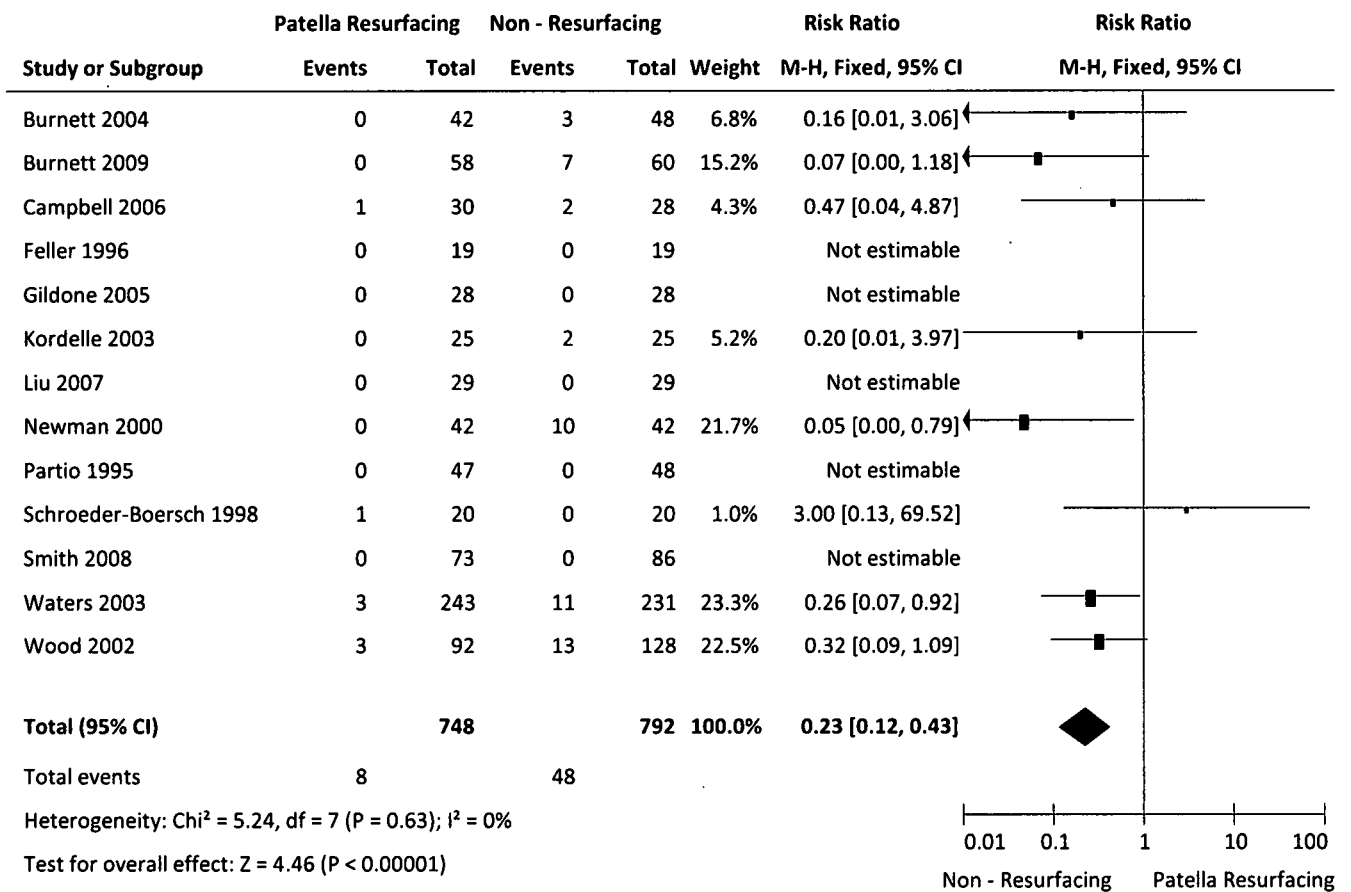 Patella Resurfacing Non - Resurfacing Risk Ratio Risk Ratio
Study or Subgroup Events Total Events Total Weight M-H, Fixed, 95% CI M-H, Fixed, 95% CI
Burnett 2004 0 42 3 48 6.8% 0.16 [0.01, 3.06]
Burnett 2009 0 58 7 60 15.2% 0.07 [0.00, 1.18]
Campbell 2006 1 30 2 28 4.3% 0.47 [0.04, 4.87]
Feller 1996 0 19 0 19 Not estimable
Gildone 2005 0 28 0 28 Not estimable
Kordelle 2003 0 25 2 25 5.2% 0.20 [0.01, 3.97]
Liu 2007 0 29 0 29 Not estimable
Newman 2000 0 42 10 42 21.7% 0.05 [0.00, 0.79]
Partio 1995 0 47 0 48 Not estimable
Schroeder-Boersch 1998 1 20 0 20 1.0% 3.00 [0.13, 69.52]
Smith 2008 0 73 0 86 Not estimable
Waters 2003 3 243 11 231 23.3% 0.26 [0.07, 0.92]
Wood 2002 3 92 13 128 22.5% 0.32 [0.09, 1.09]
Total (95% CI) 748 792 100.0% 0.23 [0.12, 0.43]
Total events 8 48
Heterogeneity: Chi² = 5.24, df = 7 (P = 0.63); I² = 0%
Test for overall effect: Z = 4.46 (P < 0.00001)
0.01 0.1 1 10 100
Non - Resurfacing Patella Resurfacing